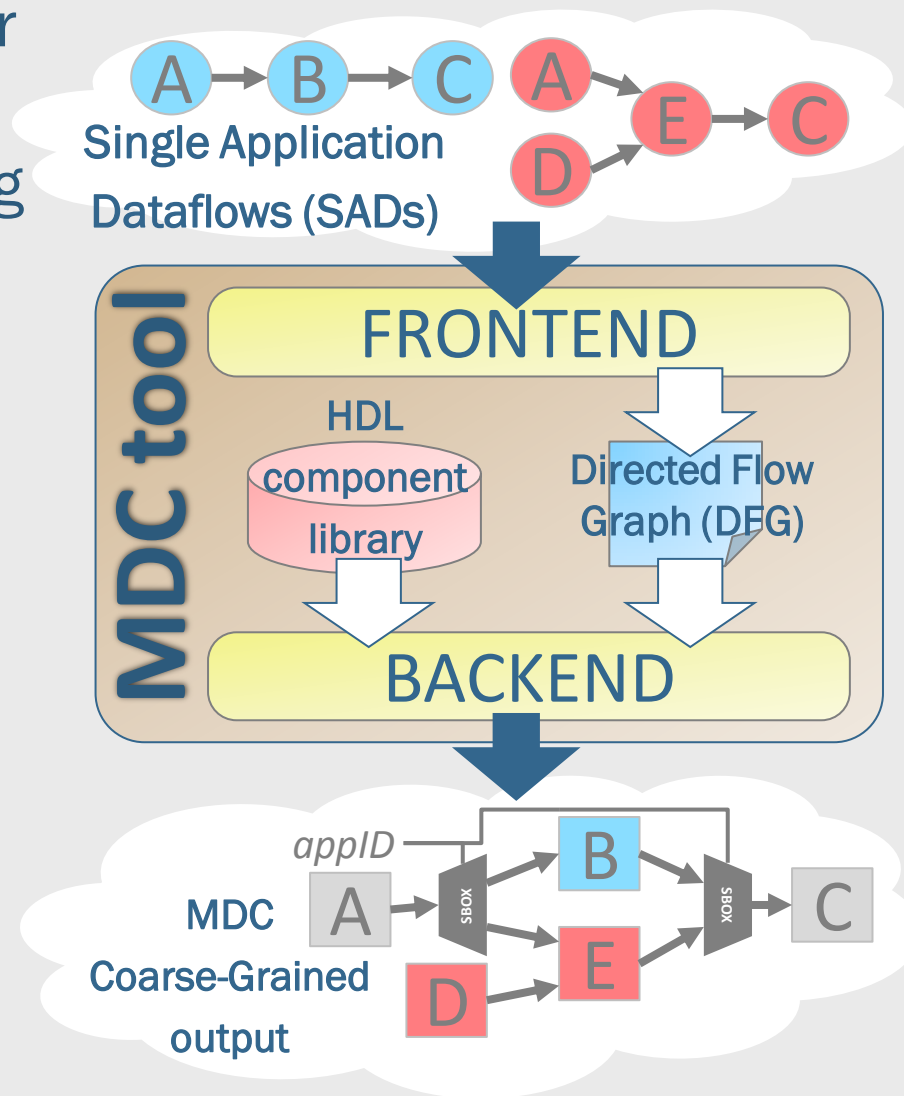 r
g
A B C A
E C
D
Single Application
Dataflows (SADs)
MDC tool
FRONTEND
HDL
component
library
Directed Flow
Graph (DFG)
BACKEND
appID
B
A SBOX SBOX C
D E
MDC
Coarse-Grained
output